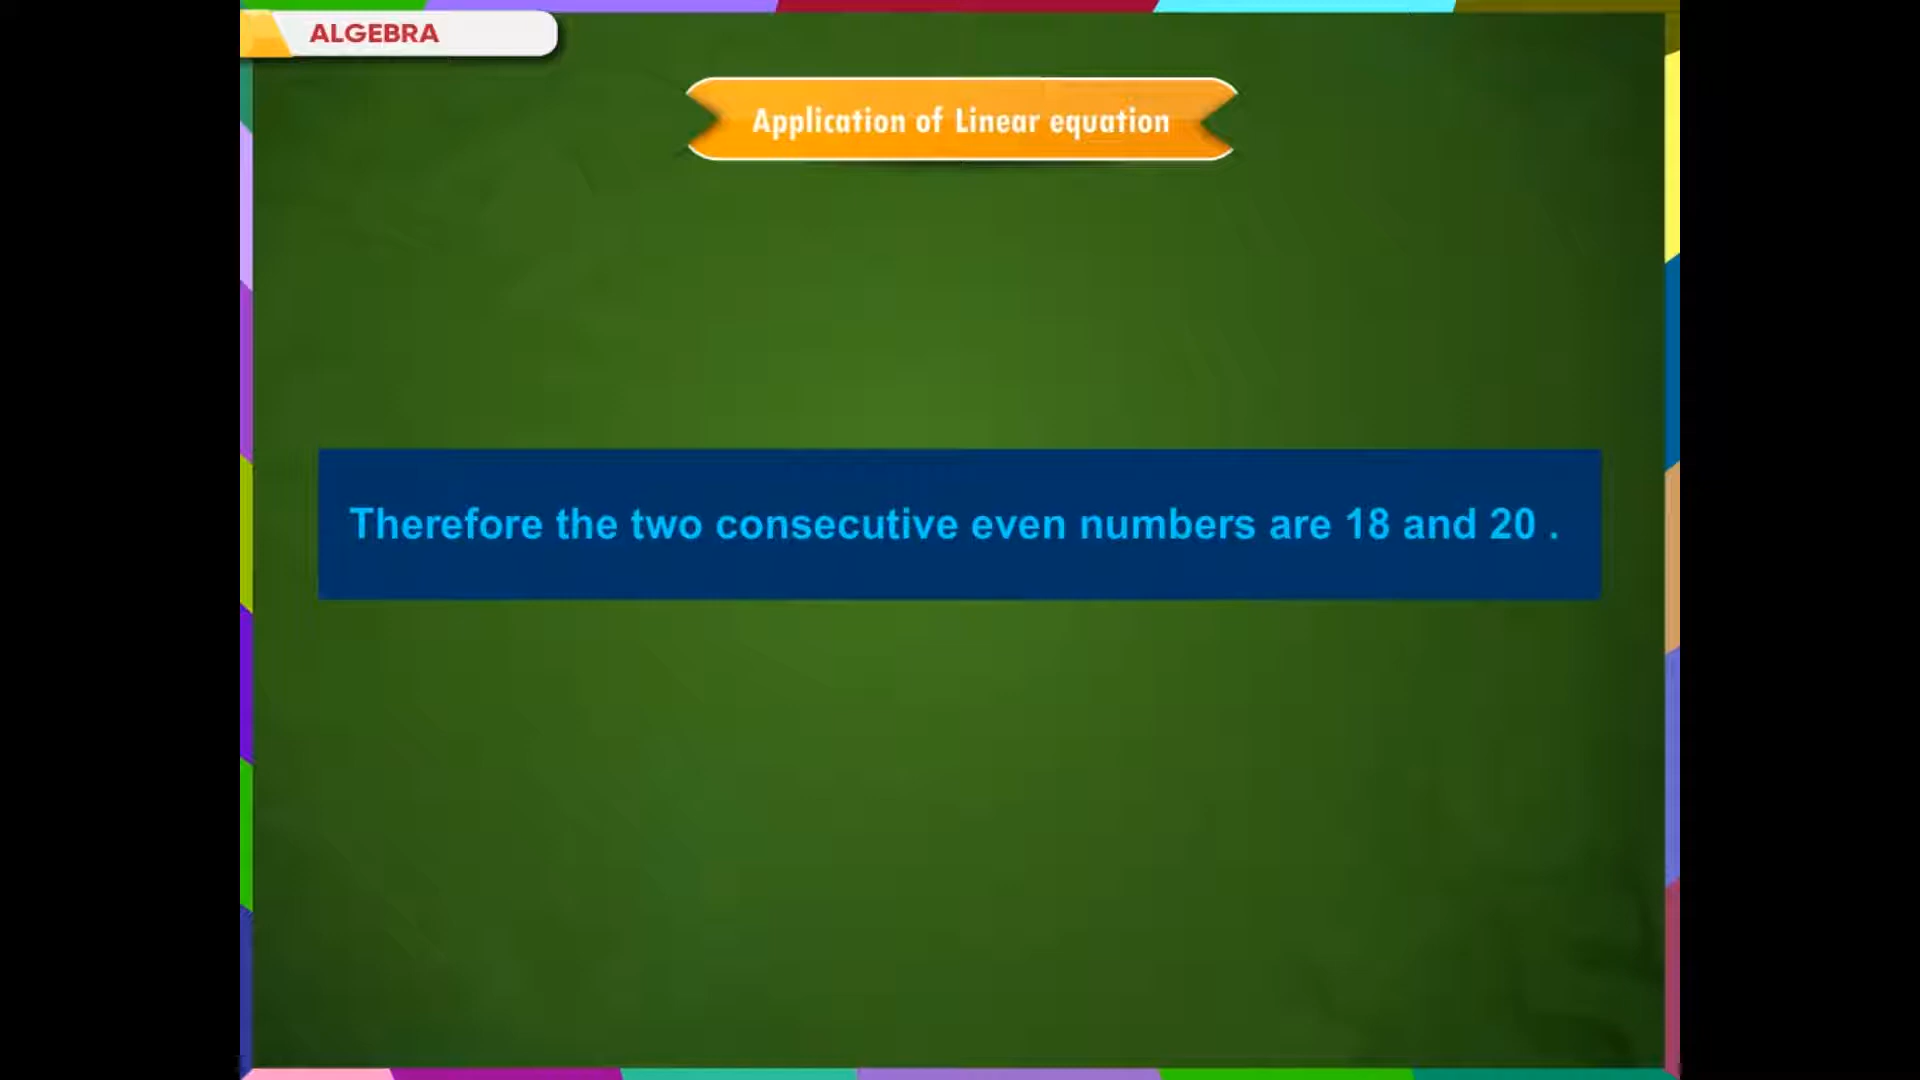 ALGEBRA
Application of Linear equation
Therefore the two consecutive even numbers are 18 and 20 .